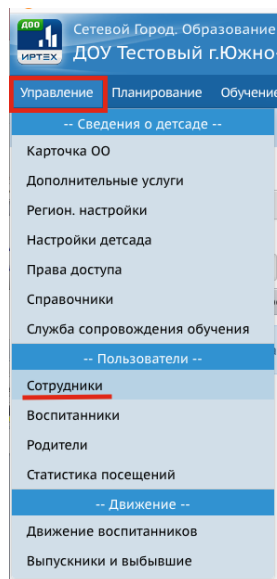 ДОО
ИРТЕХ
Сетевой Город. Образование
ДОУ Тестовый г.Южно-
Управление Планирование Обучение
-- Сведения о детсаде --
Карточка ОО
Дополнительные услуги
Регион. настройки
Настройки детсада
Права доступа
Справочники
Служба сопровождения обучения
-- Пользователи --
Сотрудники
Воспитанники
Родители
Статистика посещений
-- Движение --
Движение воспитанников
Выпускники и выбывшие